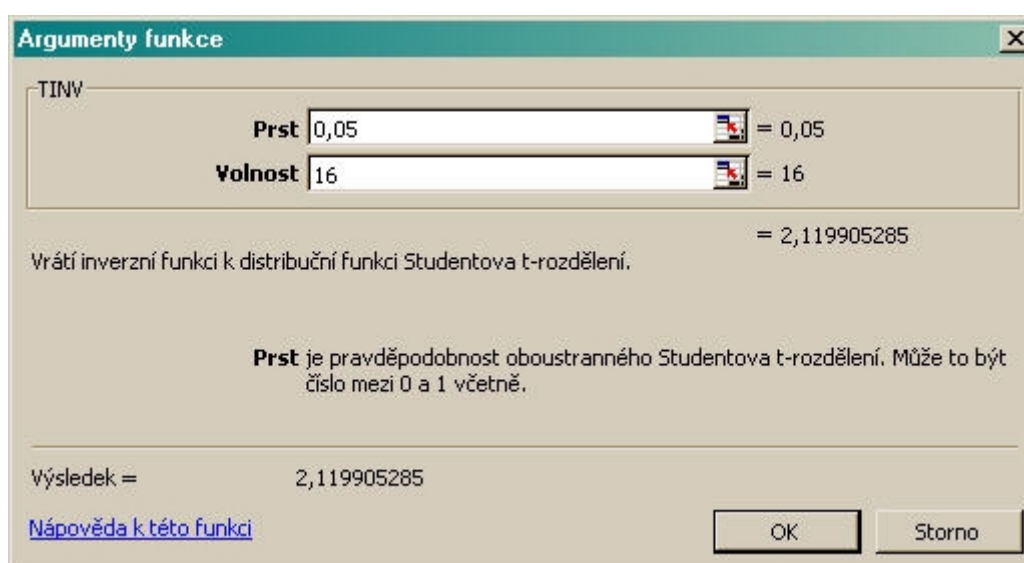 Argumenty funkce
TINV
Prst 0,05 = 0,05
Volnost 16 = 16
= 2,119905285
Vrátí inverzní funkci k distribuční funkci Studentova t-rozdělení.
Prst je pravděpodobnost oboustranného Studentova t-rozdělení. Může to být
číslo mezi 0 a 1 včetně.
Výsledek = 2,119905285
Nápověda k této funkci OK Storno